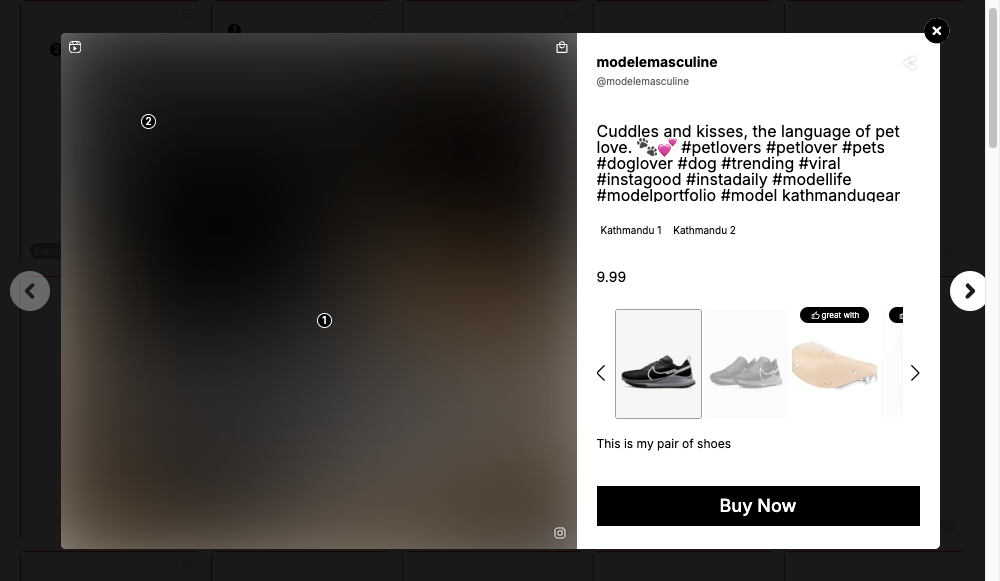 2
1
modelemasculine
@modelemasculine
Cuddles and kisses, the language of pet
love. 🐾💕 #petlovers #petlover #pets
#doglover #dog #trending #viral
#instagood #instadaily #modellife
#modelportfolio #model kathmandugear
Kathmandu 1 Kathmandu 2
9.99
great with
This is my pair of shoes
Buy Now